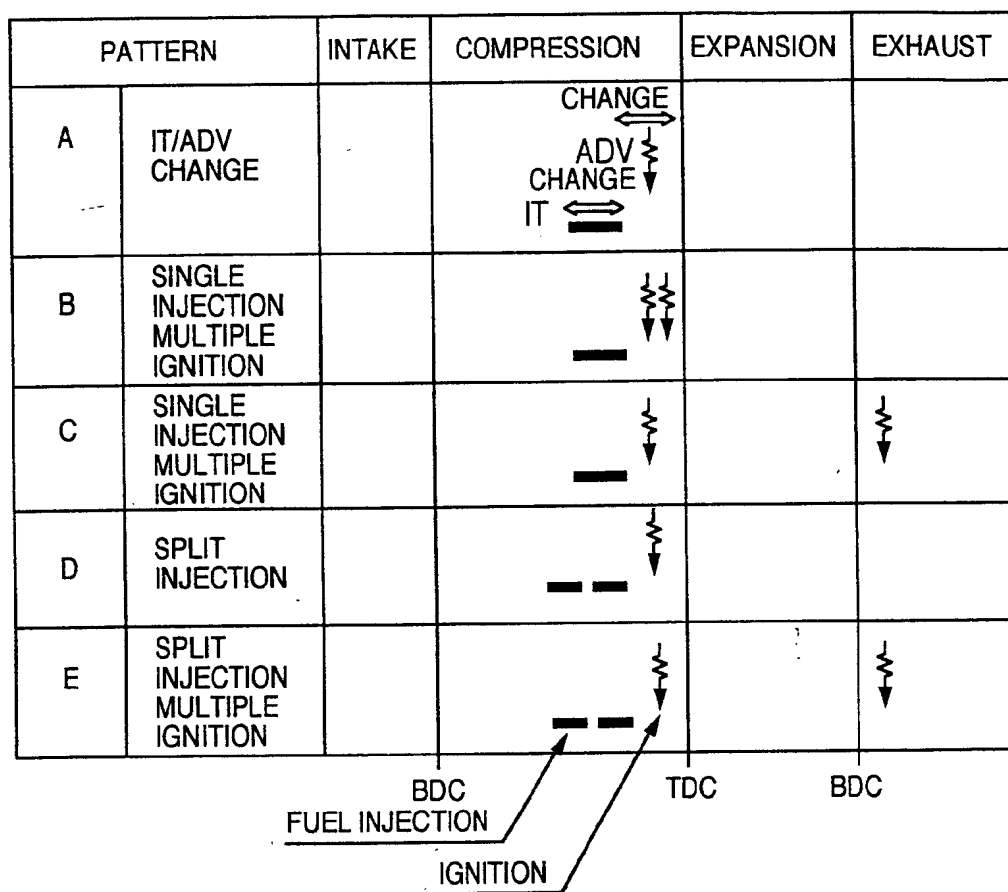 PATTERN INTAKE COMPRESSION EXPANSION EXHAUST
A
IT/ADV
CHANGE
CHANGE
ADV
CHANGE
IT
B
SINGLE
INJECTION
MULTIPLE
IGNITION
C
SINGLE
INJECTION
MULTIPLE
IGNITION
D
SPLIT
INJECTION
E
SPLIT
INJECTION
MULTIPLE
IGNITION
BDC TDC BDC
FUEL INJECTION
IGNITION